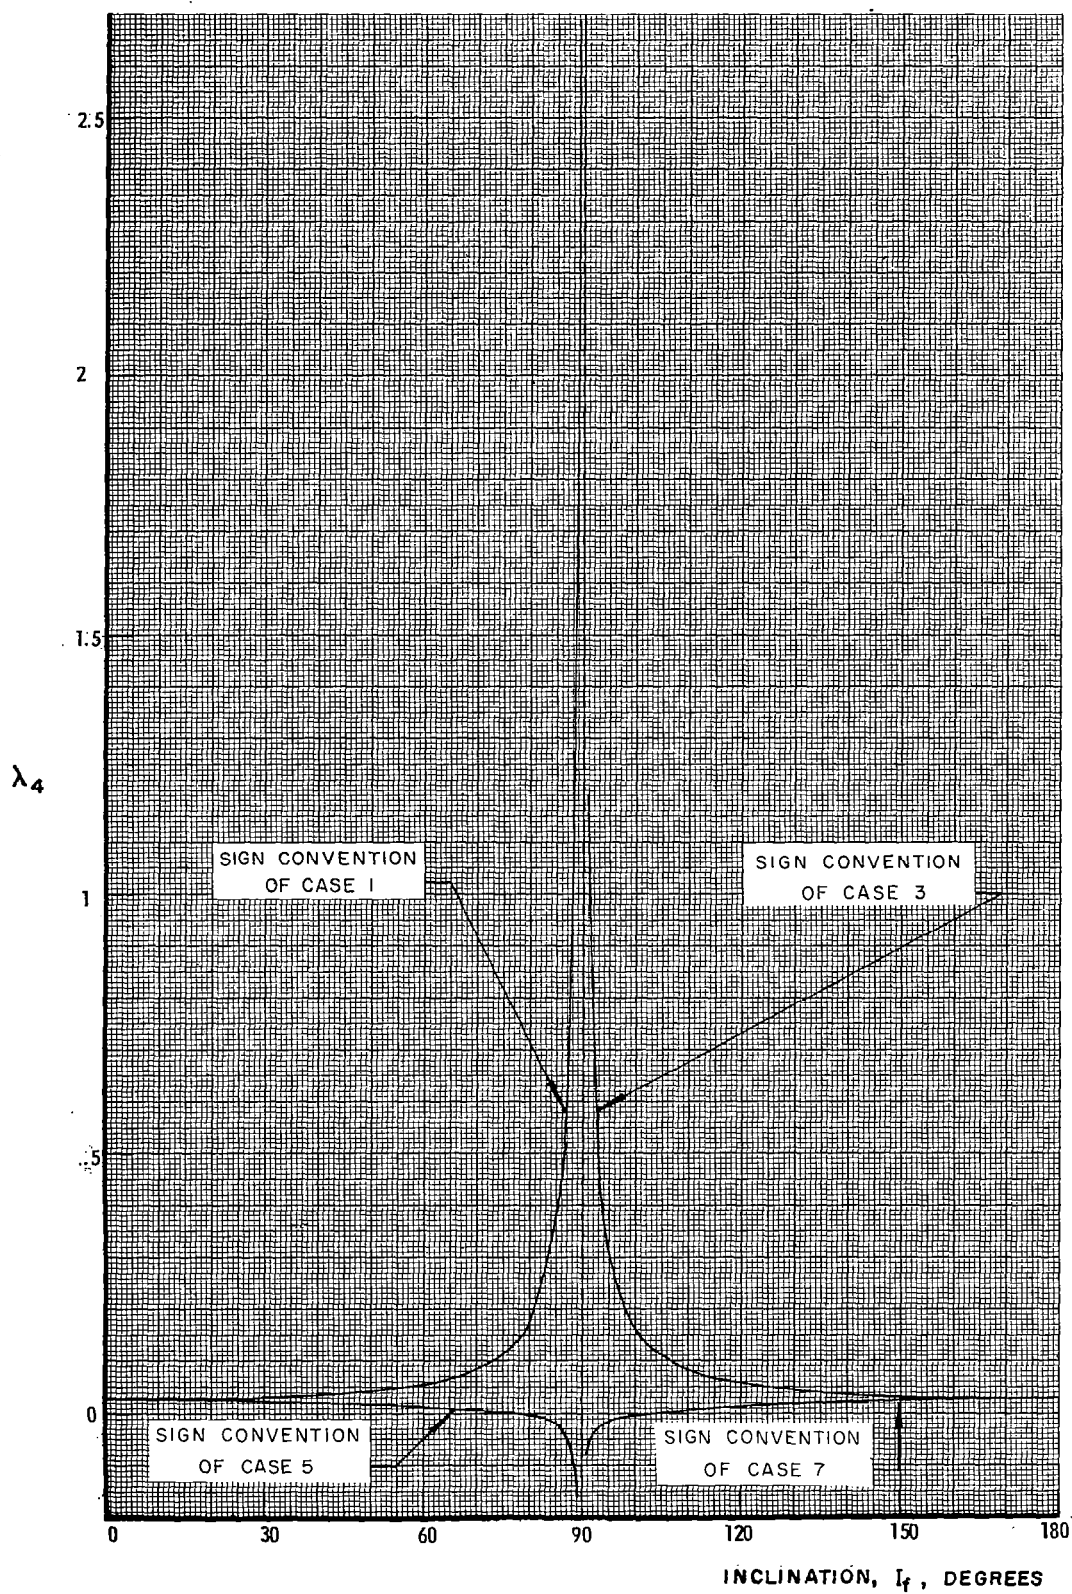 2.5
2
1.5
λ4
SIGN CONVENTION
OF CASE 1
SIGN CONVENTION
OF CASE 3
1
.5
0
SIGN CONVENTION
OF CASE 5
SIGN CONVENTION
OF CASE 7
0 30 60 90 120 150 180
INCLINATION, If, DEGREES